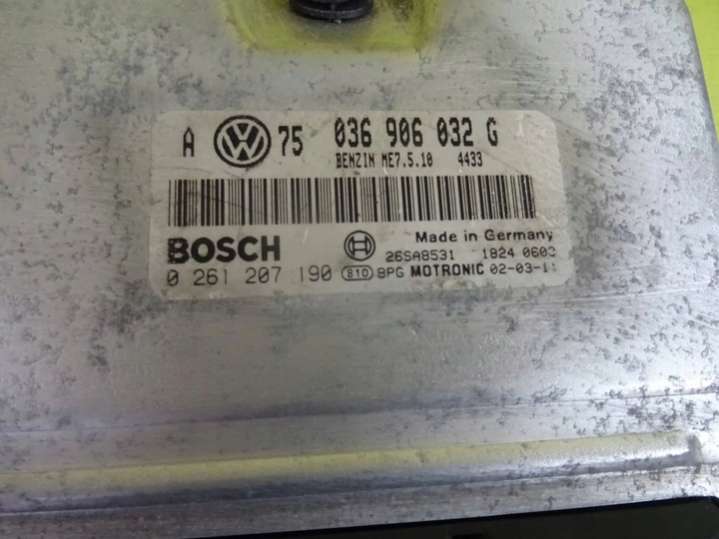 A VW 75 036 906 032 G
BENZIN ME7.5.10 4433
BOSCH
Made in Germany
26SA8531 1824 0603
0 261 207 190 810 BPG MOTRONIC 02-03-11